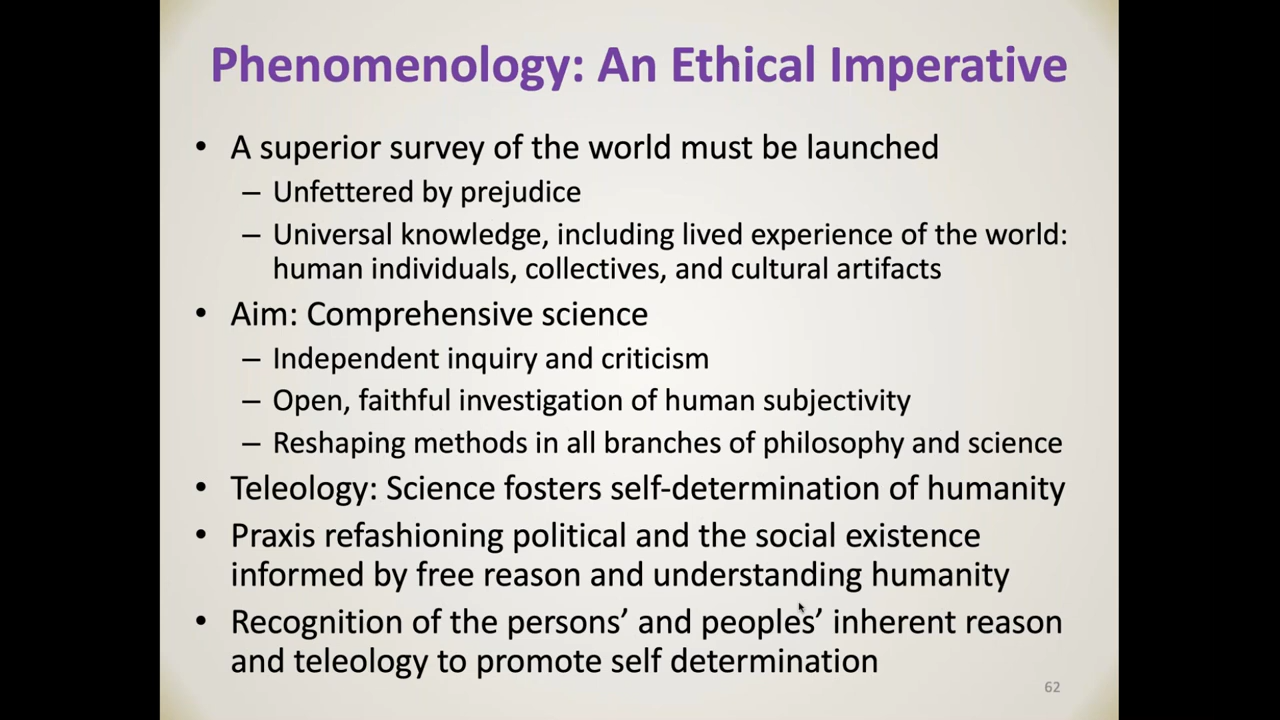 Phenomenology: An Ethical Imperative
• A superior survey of the world must be launched
– Unfettered by prejudice
– Universal knowledge, including lived experience of the world:
human individuals, collectives, and cultural artifacts
• Aim: Comprehensive science
– Independent inquiry and criticism
– Open, faithful investigation of human subjectivity
– Reshaping methods in all branches of philosophy and science
• Teleology: Science fosters self-determination of humanity
• Praxis refashioning political and the social existence
informed by free reason and understanding humanity
• Recognition of the persons’ and peoples’ inherent reason
and teleology to promote self determination
62